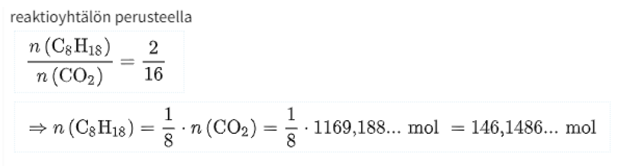 reaktioyhtälön perusteella
n (C₈H₁₈) / n (CO₂) = 2/16
⇒ n (C₈H₁₈) = 1/8 · n (CO₂) = 1/8 · 1169,188... mol = 146,1486... mol